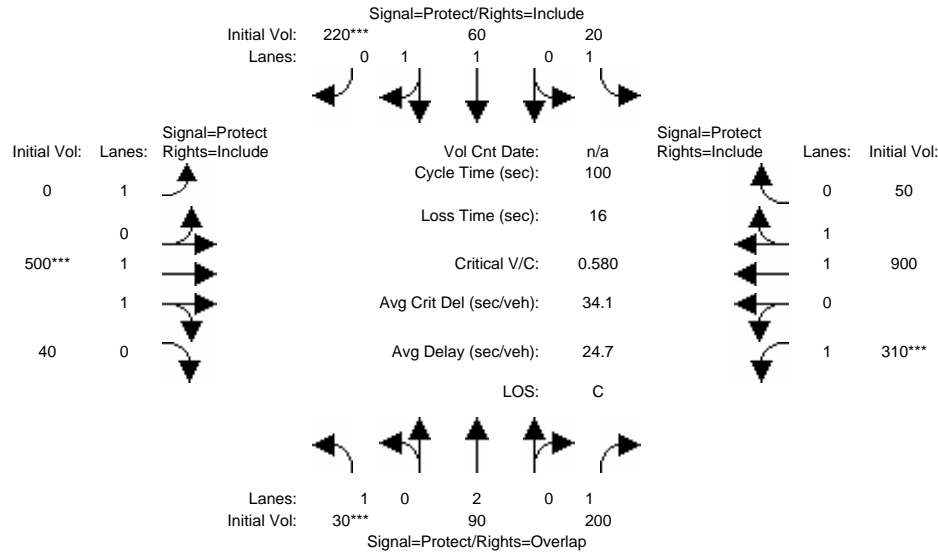 Signal=Protect/Rights=Include
Initial Vol: 220*** 60 20
Lanes: 0 1 1 0 1
Signal=Protect Signal=Protect
Initial Vol: Lanes: Rights=Include Vol Cnt Date: n/a Rights=Include Lanes: Initial Vol:
Cycle Time (sec): 100
0 1 0 50
Loss Time (sec): 16
0 1
500*** 1 Critical V/C: 0.580 1 900
1 Avg Crit Del (sec/veh): 34.1 0
40 0 Avg Delay (sec/veh): 24.7 1 310***
LOS: C
Lanes: 1 0 2 0 1
Initial Vol: 30*** 90 200
Signal=Protect/Rights=Overlap